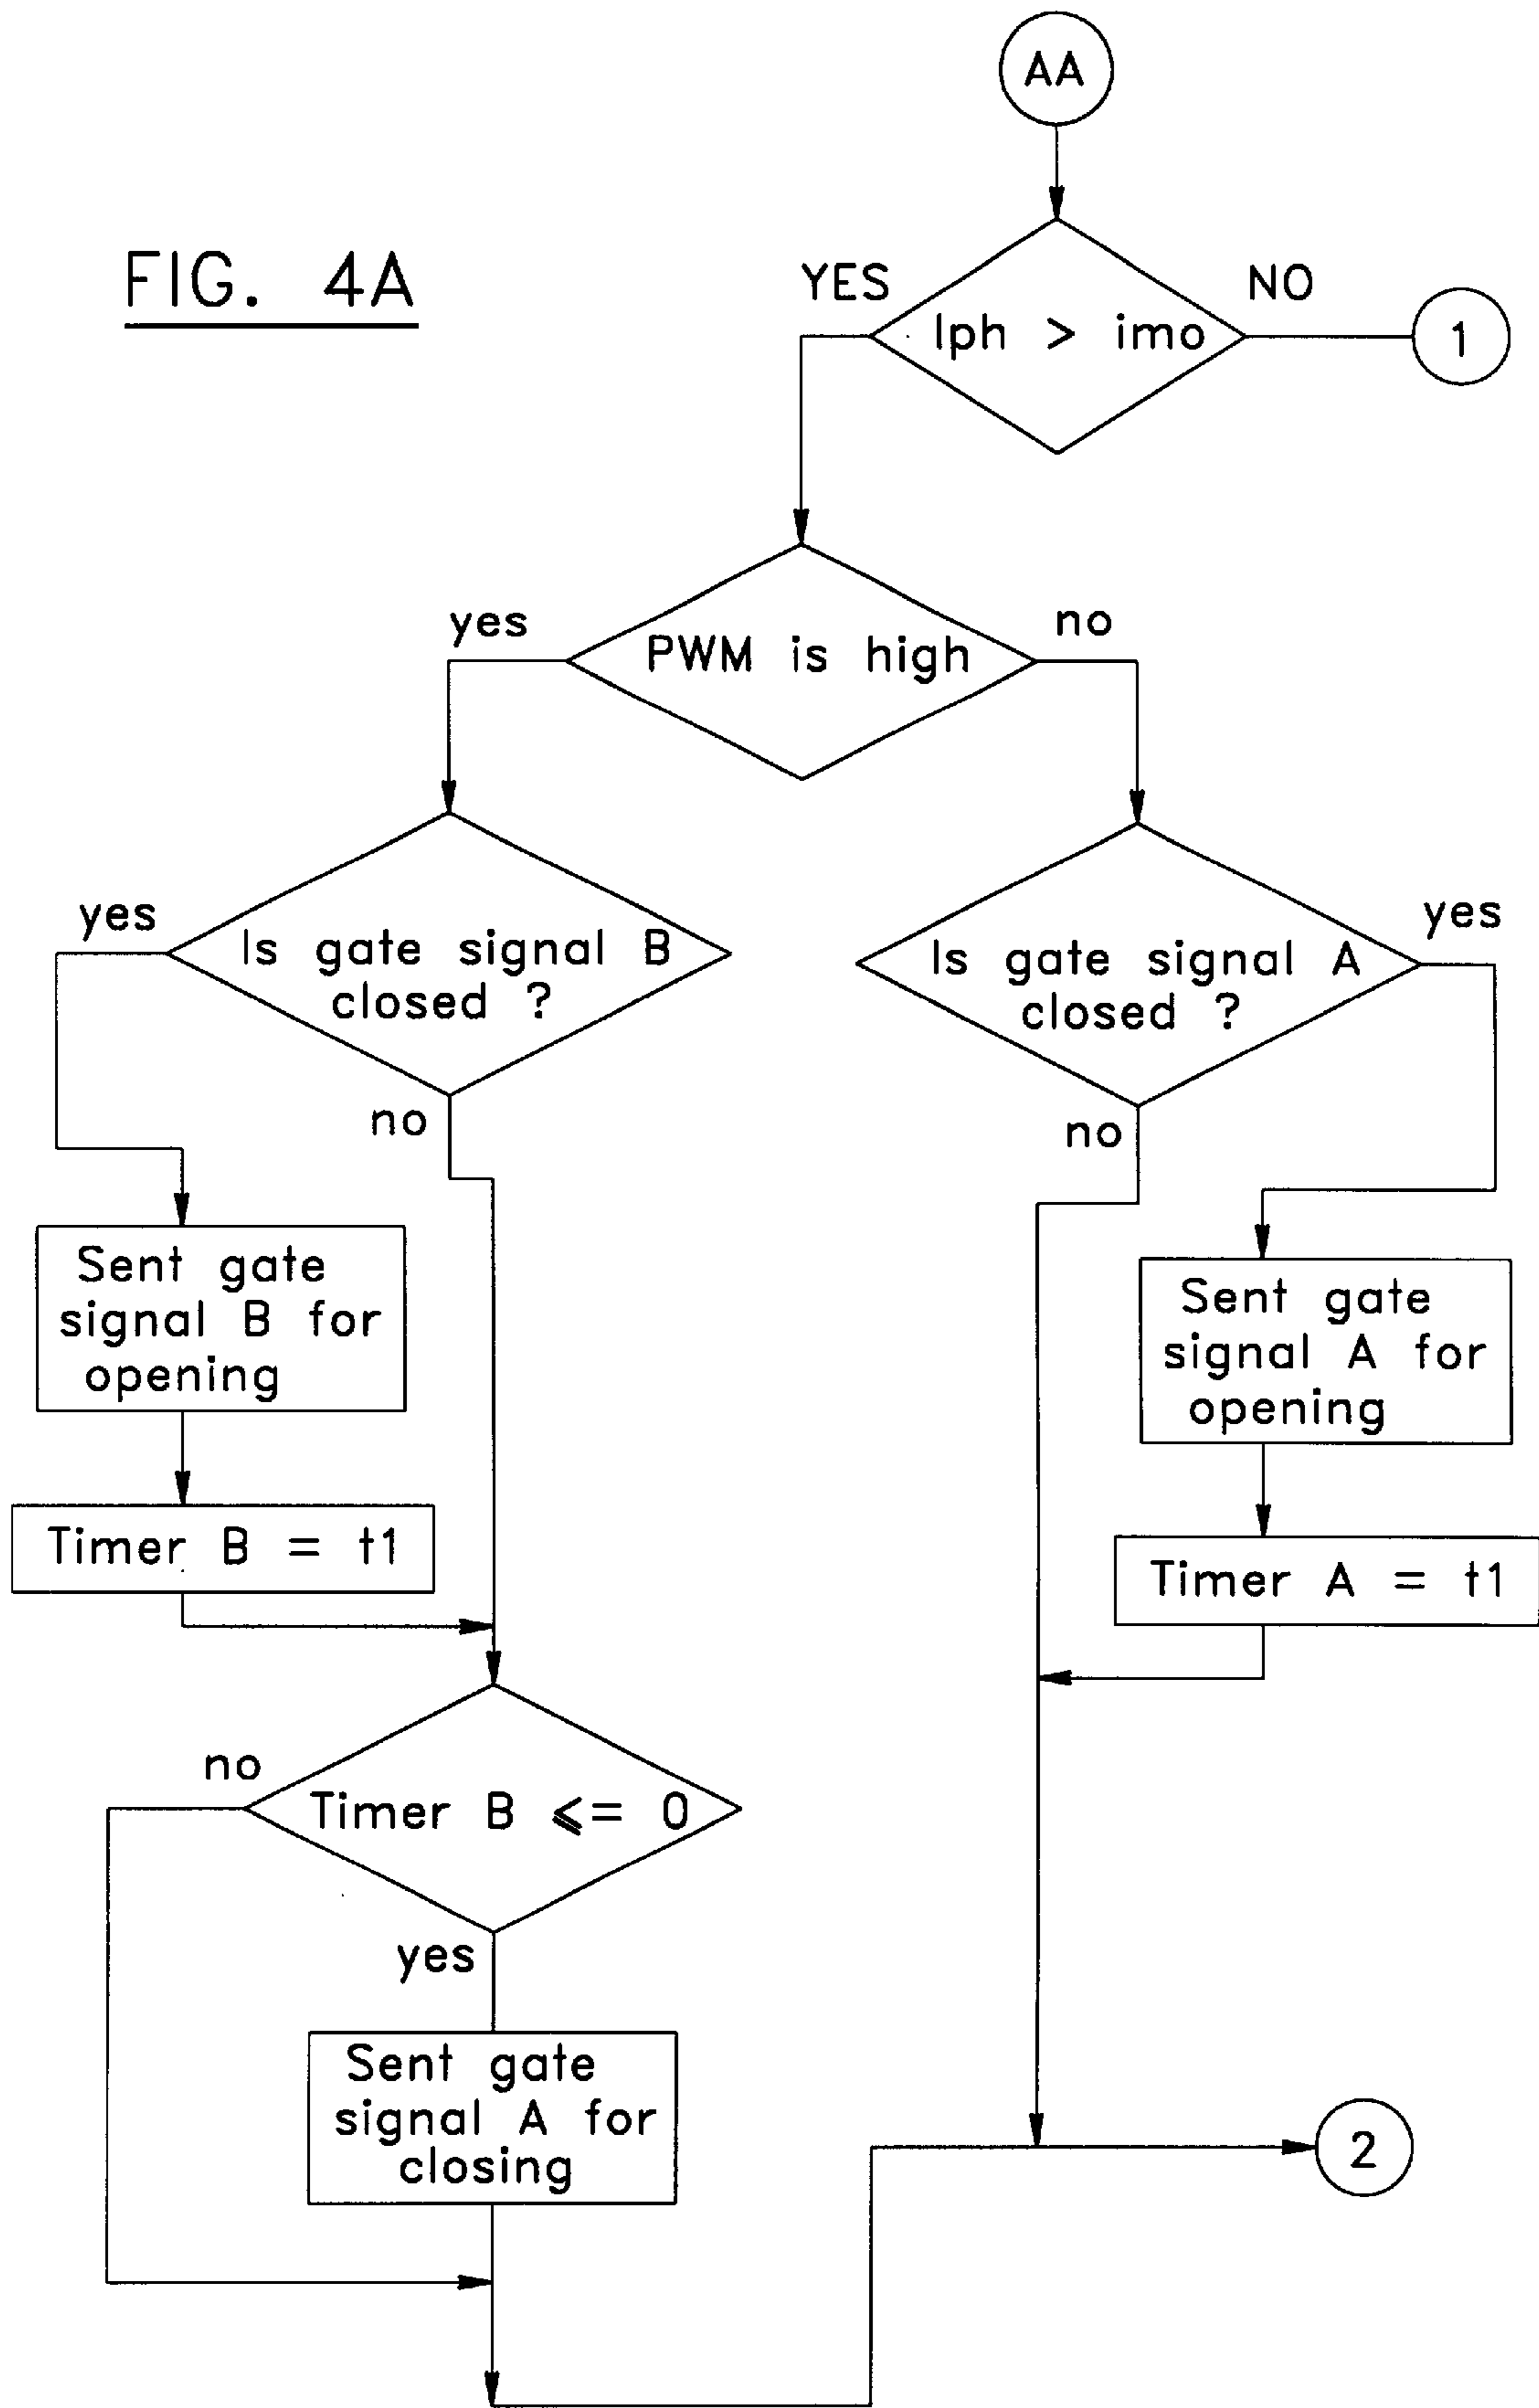 AA
FIG. 4A
YES
NO
Iph > imo
1
yes
no
PWM is high
yes
yes
Is gate signal B
closed ?
Is gate signal A
closed ?
no
no
Sent gate
signal B for
opening
Sent gate
signal A for
opening
Timer B = t1
Timer A = t1
no
Timer B <= 0
yes
Sent gate
signal A for
closing
2